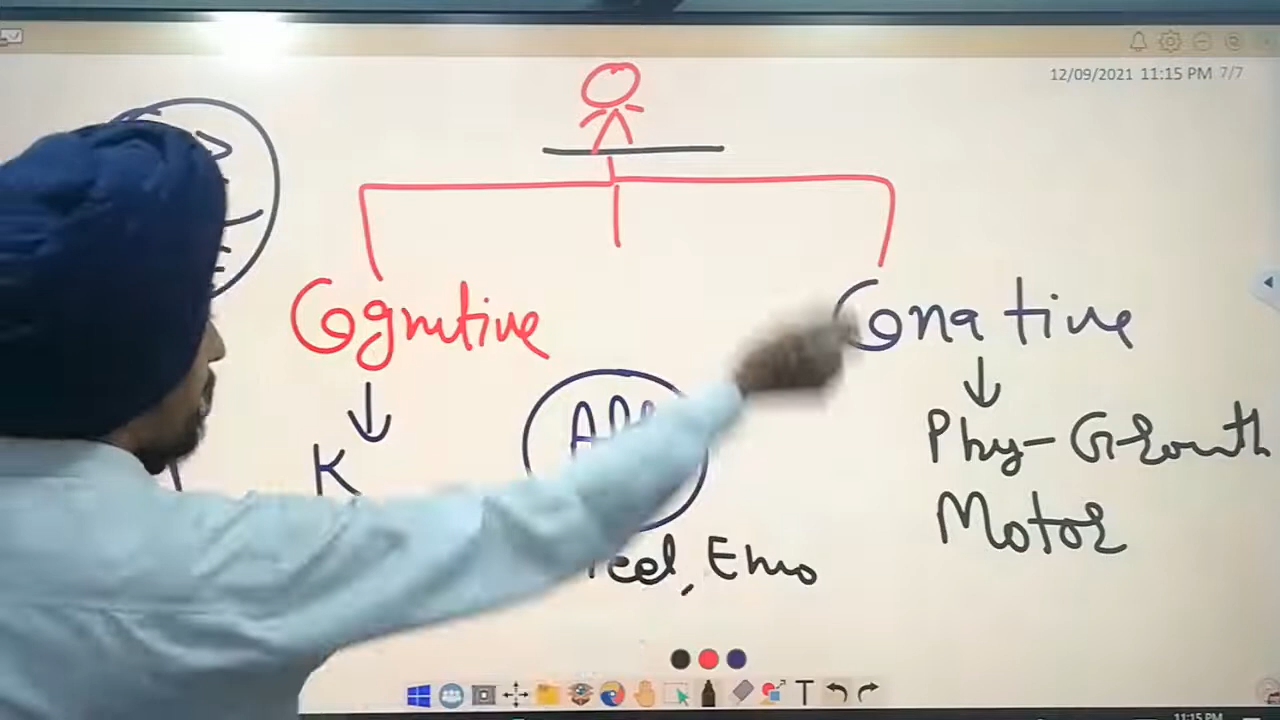 12/09/2021 11:15 PM 7/7
Cognitive
Conative
K
Phy-Growth
Motor
Emo
T
11:15 PM